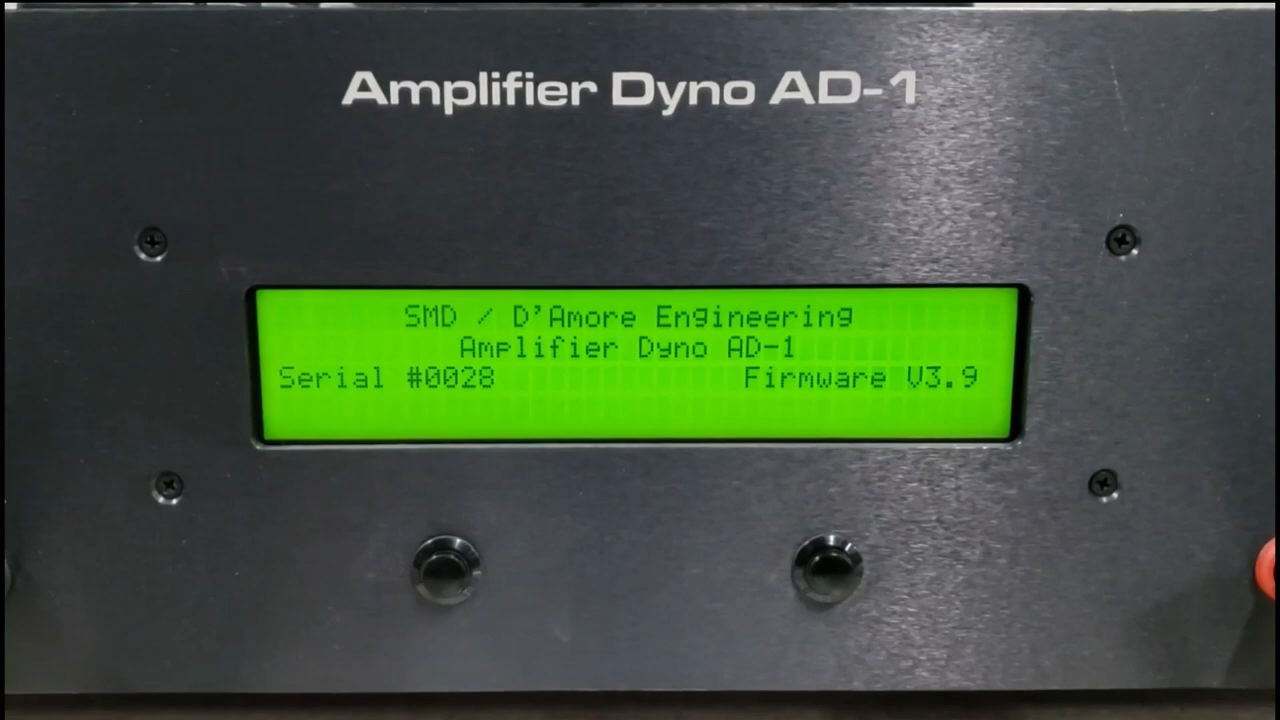 Amplifier Dyno AD-1
SMD / D'Amore Engineering
Amplifier Dyno AD-1
Serial #0028 Firmware V3.9